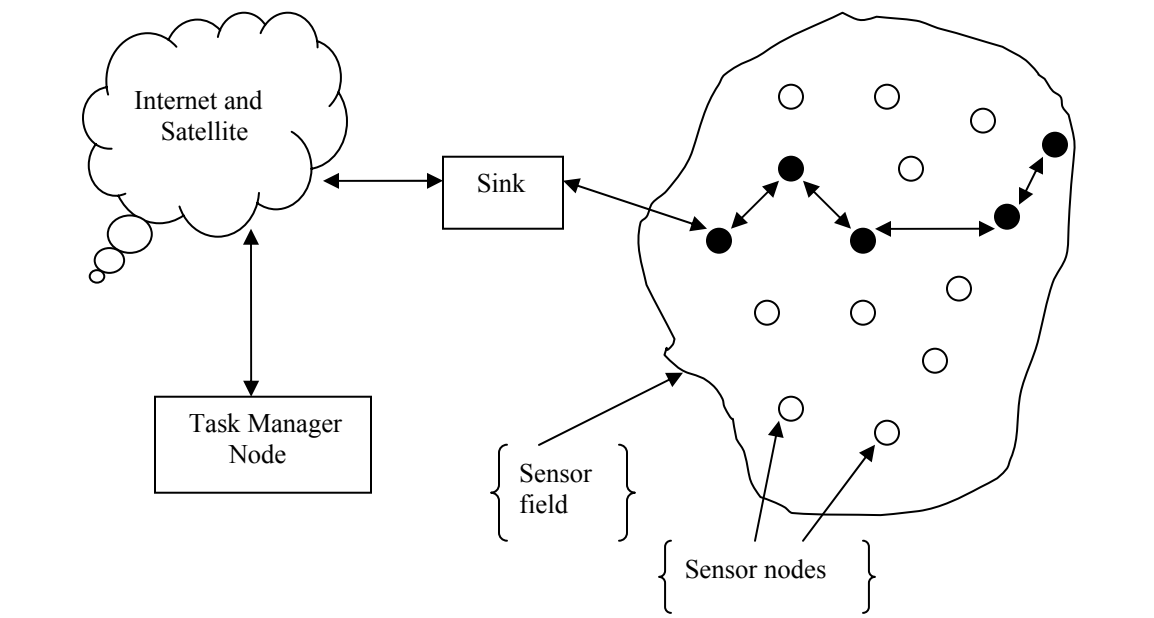 Internet and
Satellite
Sink
Task Manager
Node
Sensor
field
Sensor nodes